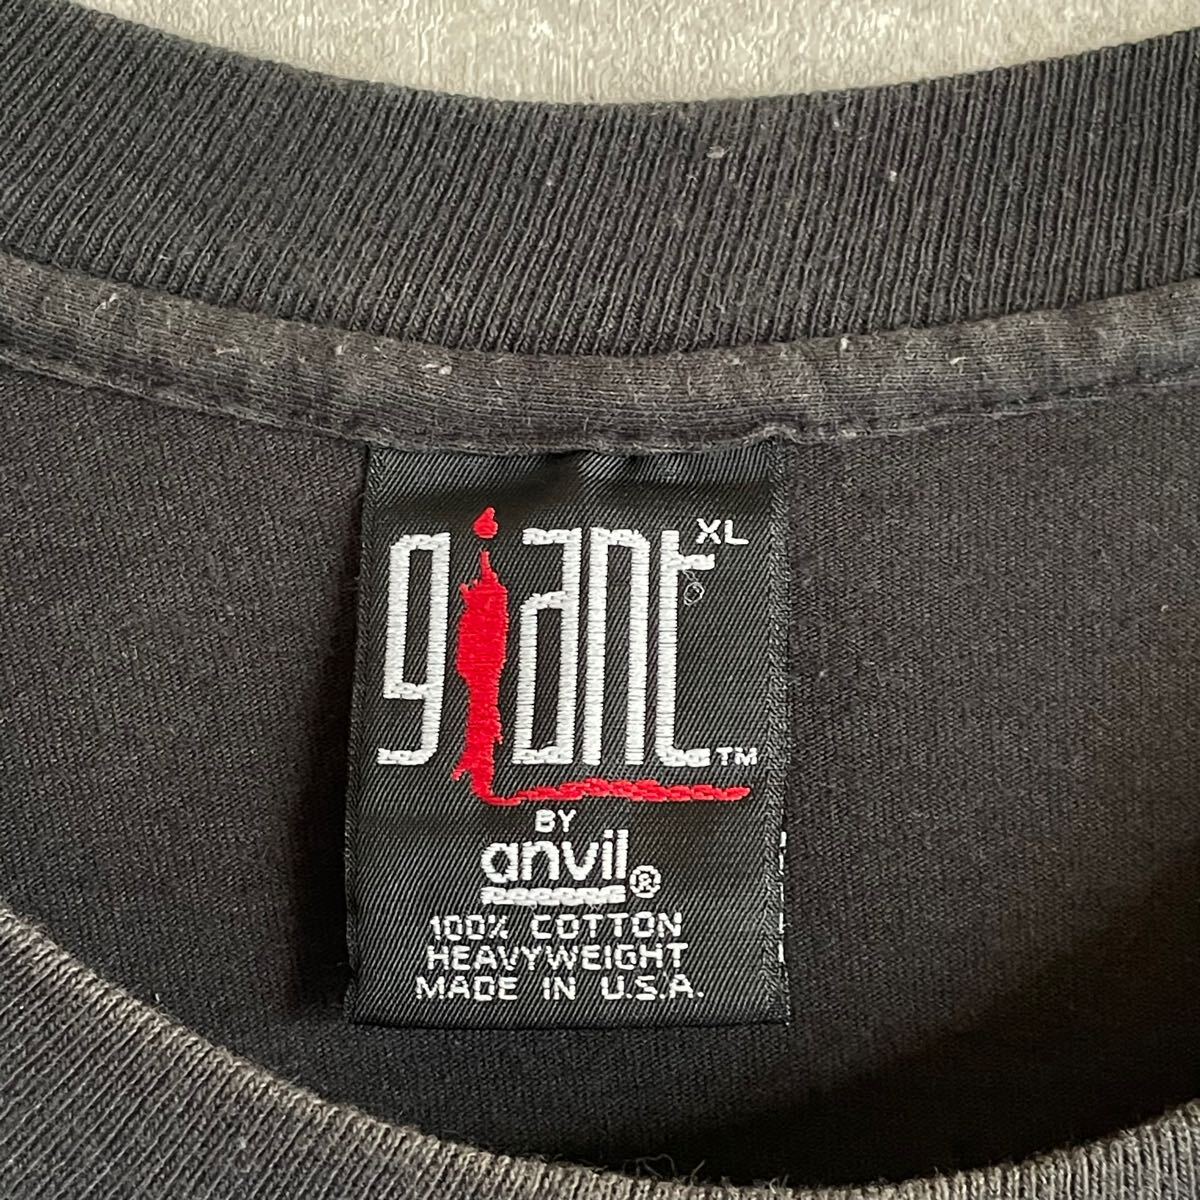 giant XL
TM
BY
anvil®
100% COTTON
HEAVYWEIGHT
MADE IN U.S.A.